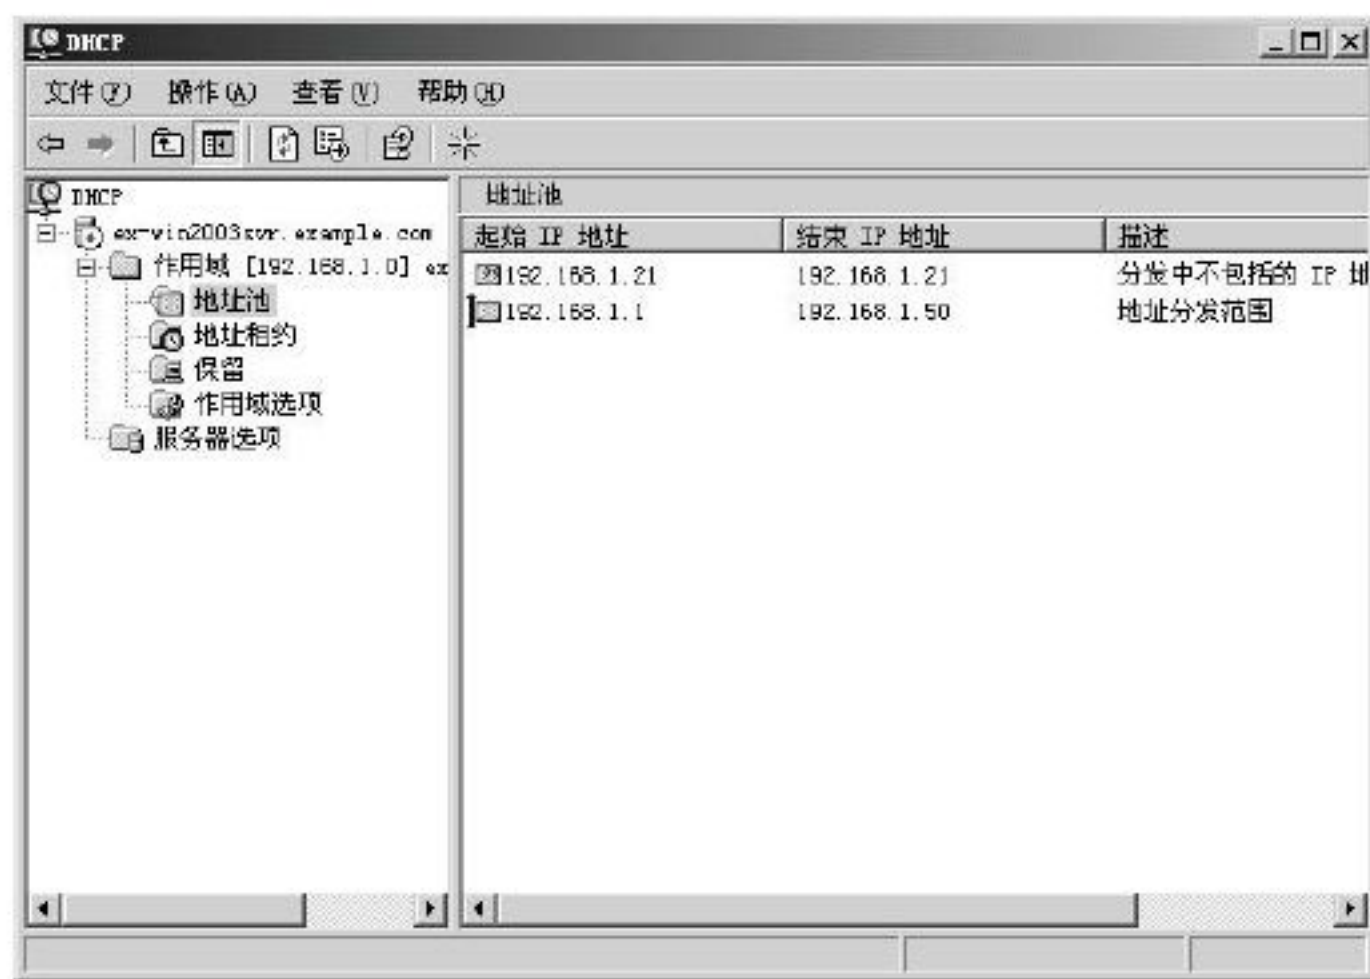 DHCP
文件(F) 操作(A) 查看(V) 帮助(H)
DHCP
ex-win2003svr.example.com
作用域 [192.168.1.0] ex
地址池
地址租约
保留
作用域选项
服务器选项
地址池
起始 IP 地址 结束 IP 地址 描述
192.168.1.21 192.168.1.21 分发中不包括的 IP 地
192.168.1.1 192.168.1.50 地址分发范围